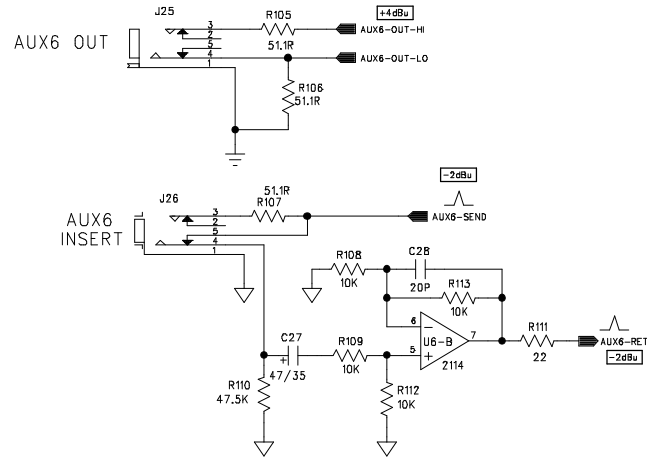 J25
AUX6 OUT
3
2
5
4
1
R105
51.1R
+4dBu
AUX6-OUT-HI
AUX6-OUT-LO
R106
51.1R
J26
AUX6
INSERT
3
2
5
4
1
51.1R
R107
-2dBu
AUX6-SEND
R108
10K
C28
20P
R113
10K
6
5
7
U6-B
2114
R111
22
AUX6-RET
-2dBu
C27
+
47/35
R109
10K
R110
47.5K
R112
10K